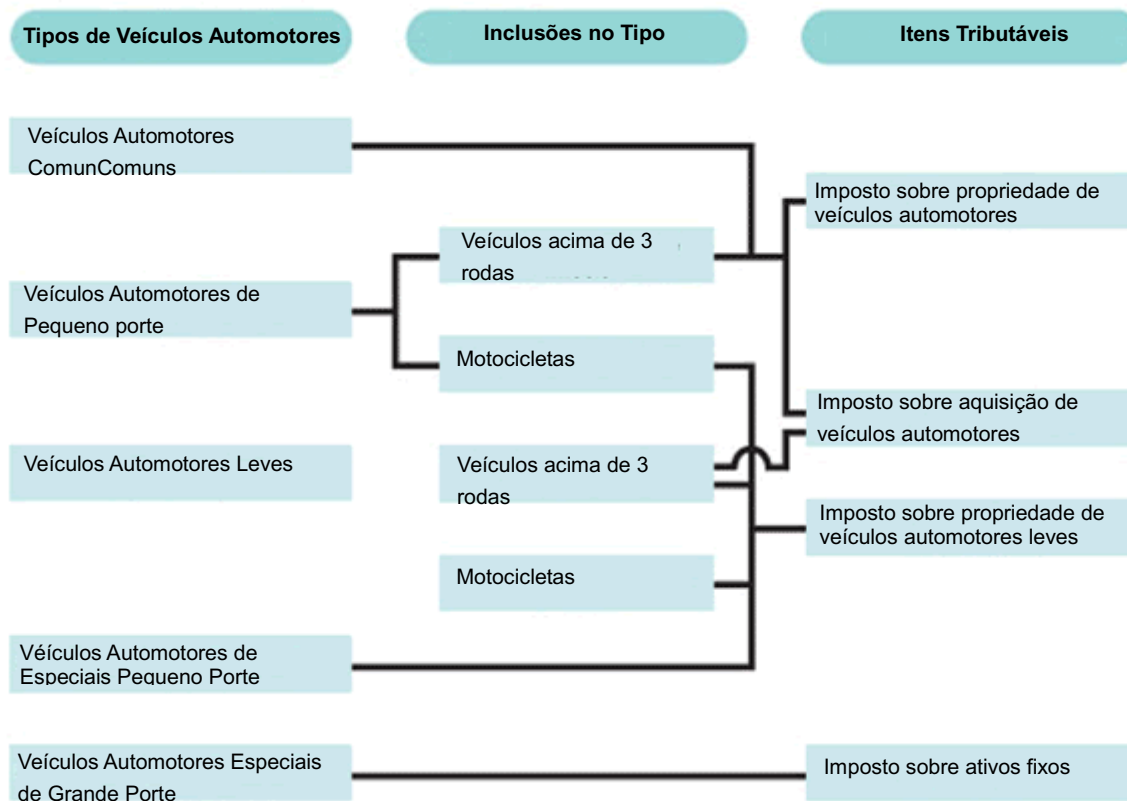 Tipos de Veículos Automotores
Inclusões no Tipo
Itens Tributáveis
Veículos Automotores
ComunComuns
Imposto sobre propriedade de
veículos automotores
Veículos acima de 3
rodas
Veículos Automotores de
Pequeno porte
Motocicletas
Imposto sobre aquisição de
veículos automotores
Veículos Automotores Leves
Veículos acima de 3
rodas
Imposto sobre propriedade de
veículos automotores leves
Motocicletas
Véículos Automotores de
Especiais Pequeno Porte
Veículos Automotores Especiais
de Grande Porte
Imposto sobre ativos fixos